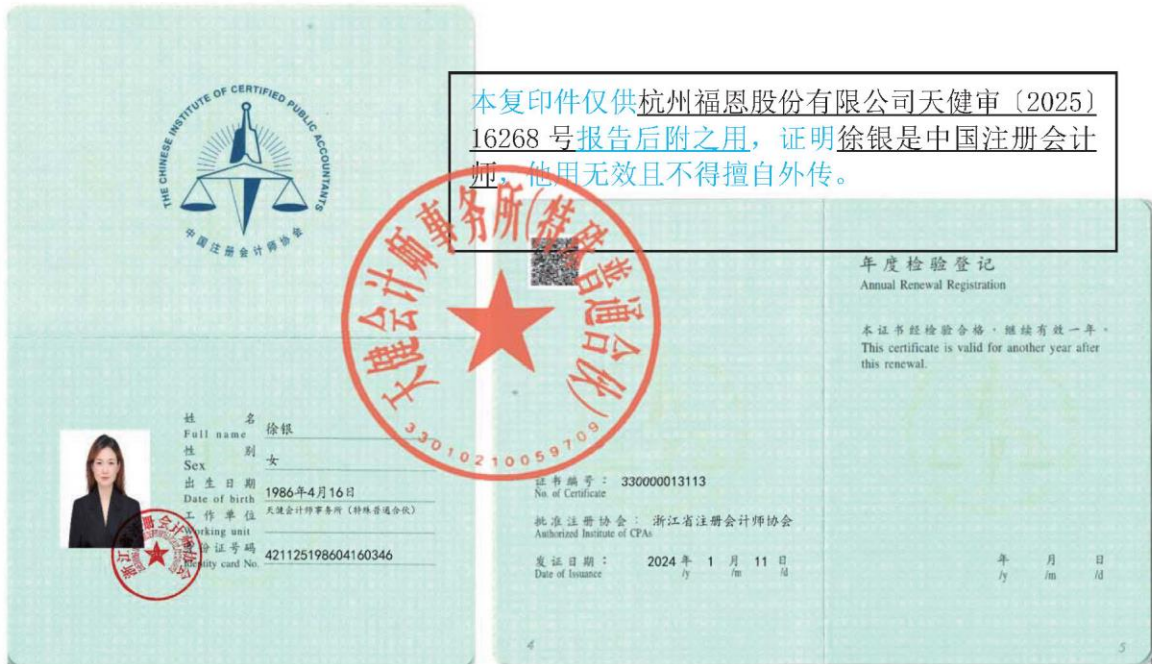 THE CHINESE INSTITUTE OF CERTIFIED PUBLIC ACCOUNTANTS
中国注册会计师协会
本复印件仅供杭州福恩股份有限公司天健审〔2025〕
16268 号报告后附之用，证明徐银是中国注册会计
师，他用无效且不得擅自外传。
天健会计师事务所(特殊普通合伙)
33010210059709
姓 名 徐银
Full name
性 别 女
Sex
出生日期 1986年4月16日
Date of birth
工作单位 天健会计师事务所（特殊普通合伙）
Working unit
身份证号码 421125198604160346
Identity card No.
证书编号： 330000013113
No. of Certificate
批准注册协会： 浙江省注册会计师协会
Authorized Institute of CPAs
发证日期： 2024 年 1 月 11 日
Date of Issuance /y /m /d
4
年度检验登记
Annual Renewal Registration
本证书经检验合格，继续有效一年。
This certificate is valid for another year after
this renewal.
年 月 日
/y /m /d
5